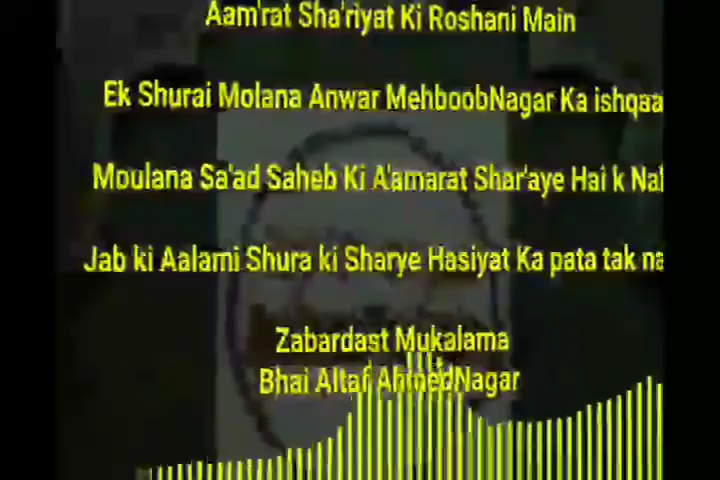 Aam'rat Sha'riyat Ki Roshani Main
Ek Shurai Molana Anwar MehboobNagar Ka ishqaa
Moulana Sa'ad Saheb Ki A'amarat Shar'aye Hai k Na
Jab ki Aalami Shura ki Sharye Hasiyat Ka pata tak na
Zabardast Mukalama
Bhai Altaf AhmedNagar